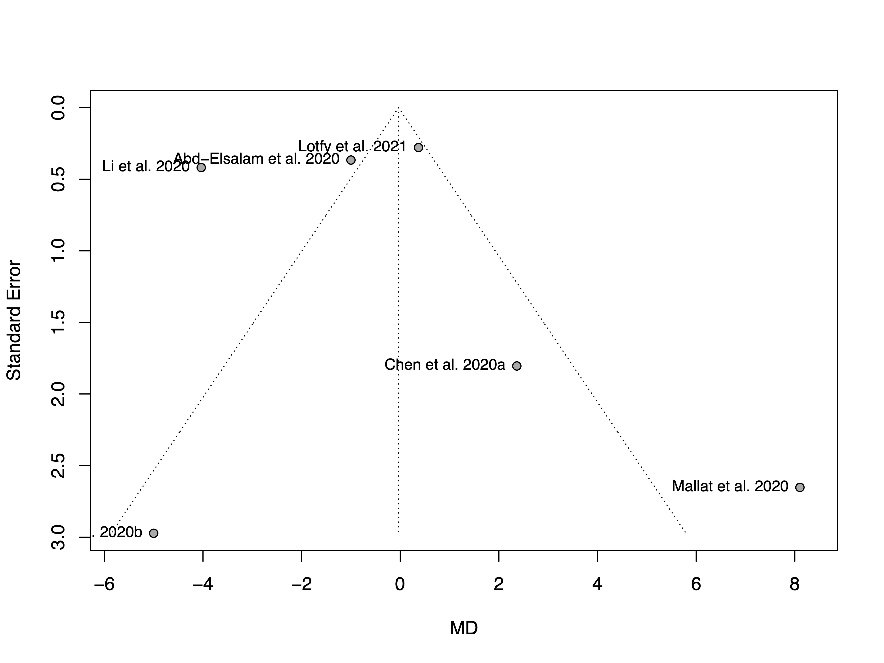 0.0
0.5
1.0
1.5
2.0
2.5
3.0
Standard Error
Lotfy et al. 2021
Abd−Elsalam et al. 2020
Li et al. 2020
Chen et al. 2020a
Mallat et al. 2020
. 2020b
−6 −4 −2 0 2 4 6 8
MD